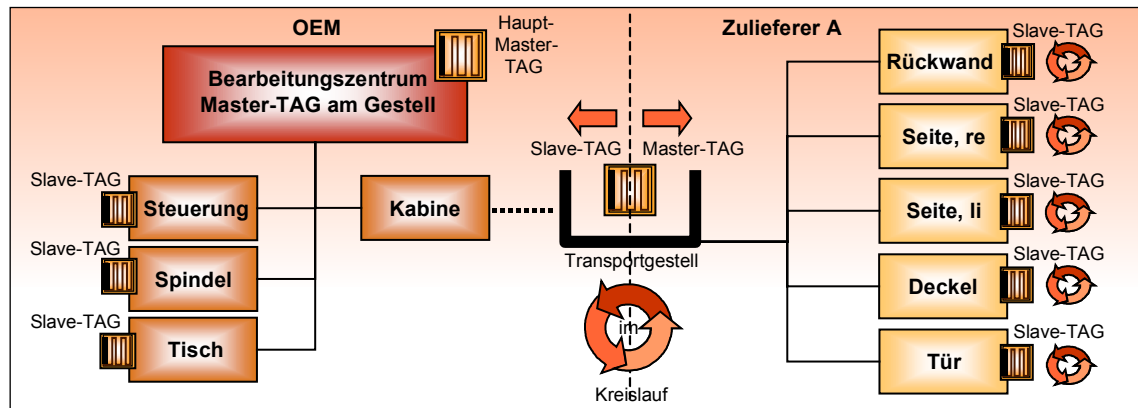 OEM
Haupt-
Master-
TAG
Bearbeitungszentrum
Master-TAG am Gestell
Slave-TAG
Steuerung
Slave-TAG
Spindel
Slave-TAG
Tisch
Kabine
Zulieferer A
Slave-TAG
Master-TAG
Transportgestell
im
Kreislauf
Slave-TAG
Rückwand
Slave-TAG
Seite, re
Slave-TAG
Seite, li
Slave-TAG
Deckel
Slave-TAG
Tür